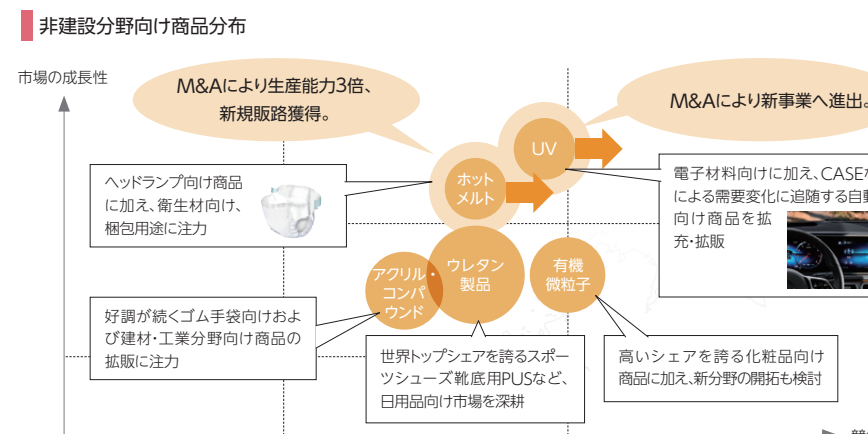 非建設分野向け商品分布
市場の成長性
M&Aにより生産能力3倍、
新規販路獲得。
M&Aにより新事業へ進出。
UV
ホット
メルト
ヘッドランプ向け商品
に加え、衛生材向け、
梱包用途に注力
電子材料向けに加え、CASE
による需要変化に追随する自動
向け商品を拡
充・拡販
アクリル・
コンパ
ウンド
ウレタン
製品
有機
微粒子
好調が続くゴム手袋向けおよ
び建材・工業分野向け商品の
拡販に注力
世界トップシェアを誇るスポー
ツシューズ靴底用PUSなど、
日用品向け市場を深耕
高いシェアを誇る化粧品向け
商品に加え、新分野の開拓も検討